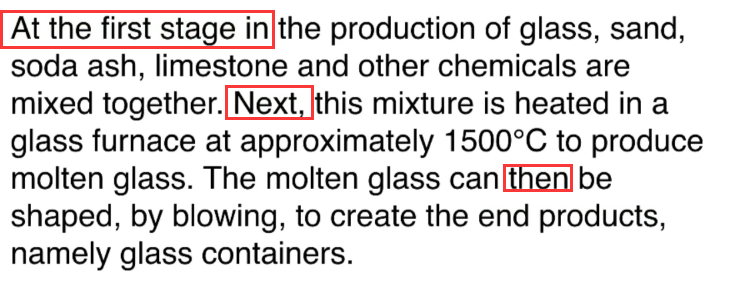 At the first stage in the production of glass, sand,
soda ash, limestone and other chemicals are
mixed together. Next, this mixture is heated in a
glass furnace at approximately 1500°C to produce
molten glass. The molten glass can then be
shaped, by blowing, to create the end products,
namely glass containers.